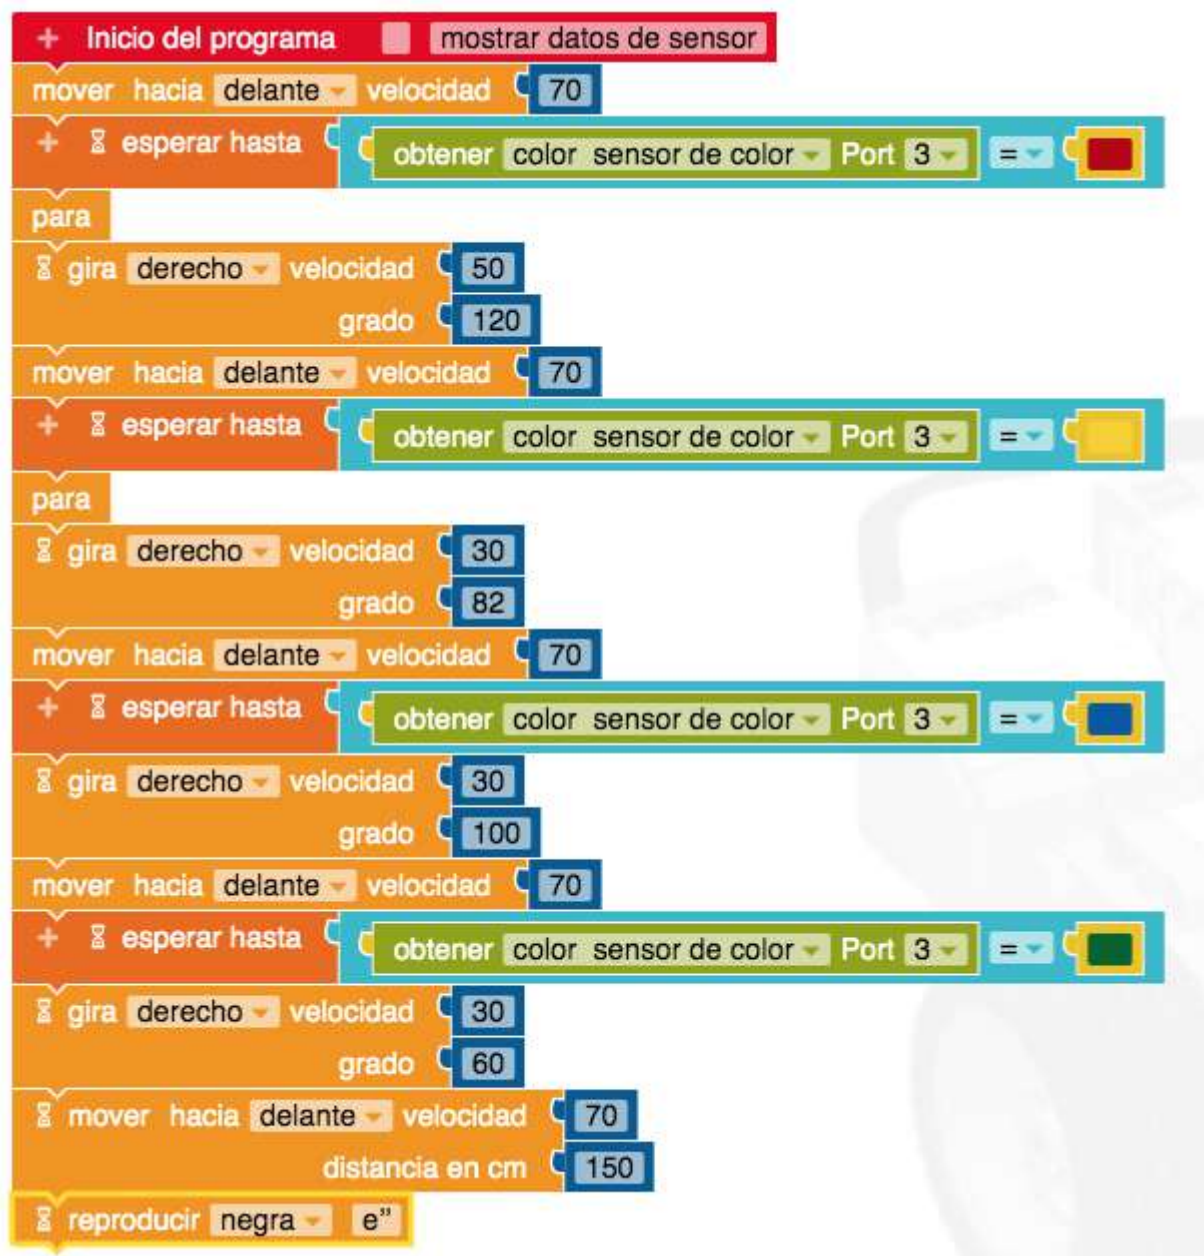 + Inicio del programa mostrar datos de sensor
mover hacia delante velocidad 70
+ esperar hasta obtener color sensor de color Port 3 =
para
gira derecho velocidad 50
grado 120
mover hacia delante velocidad 70
+ esperar hasta obtener color sensor de color Port 3 =
para
gira derecho velocidad 30
grado 82
mover hacia delante velocidad 70
+ esperar hasta obtener color sensor de color Port 3 =
gira derecho velocidad 30
grado 100
mover hacia delante velocidad 70
+ esperar hasta obtener color sensor de color Port 3 =
gira derecho velocidad 30
grado 60
mover hacia delante velocidad 70
distancia en cm 150
reproducir negra e”